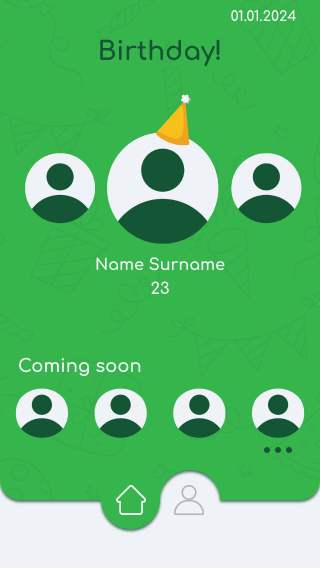 01.01.2024
Birthday!
Name Surname
23
Coming soon